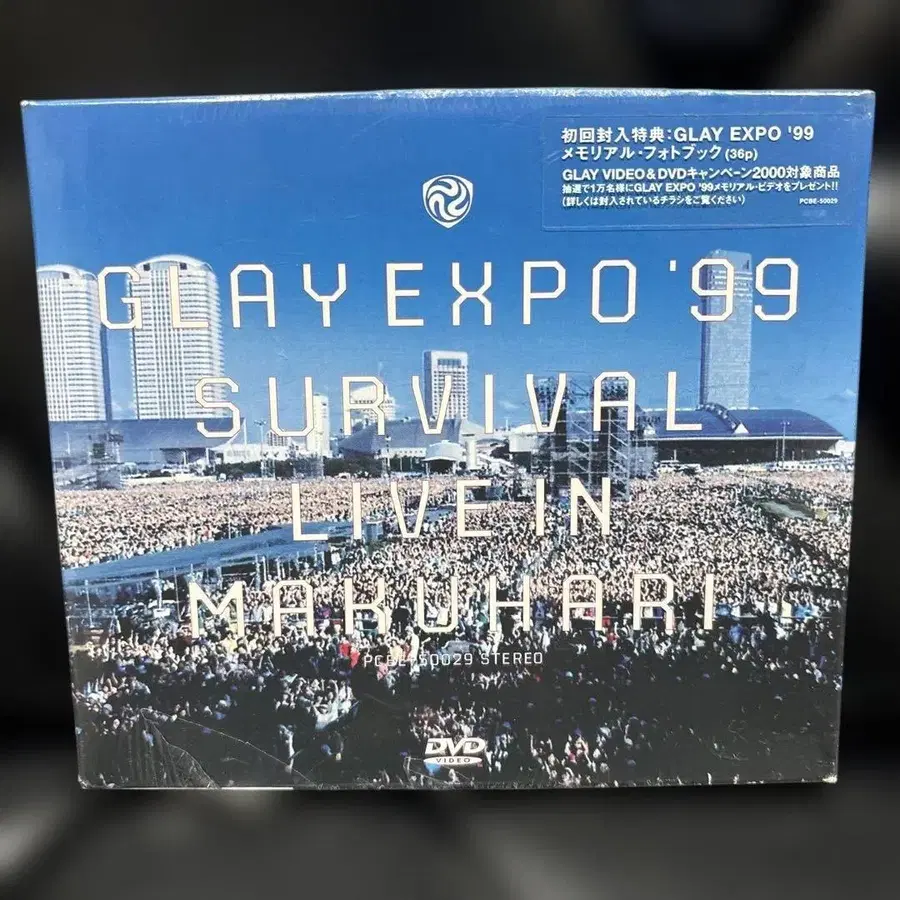 初回封入特典:GLAY EXPO '99
メモリアル・フォトブック(36p)
GLAY VIDEO&DVDキャンペーン2000対象商品
抽選で1万名様にGLAY EXPO '99メモリアル・ビデオをプレゼント!!
(詳しくは封入されているチラシをご覧ください)
PCBE-50029
GLAY EXPO '99
SURVIVAL
LIVE IN
MAKUHARI
PCBE-50029 STEREO
DVD
VIDEO